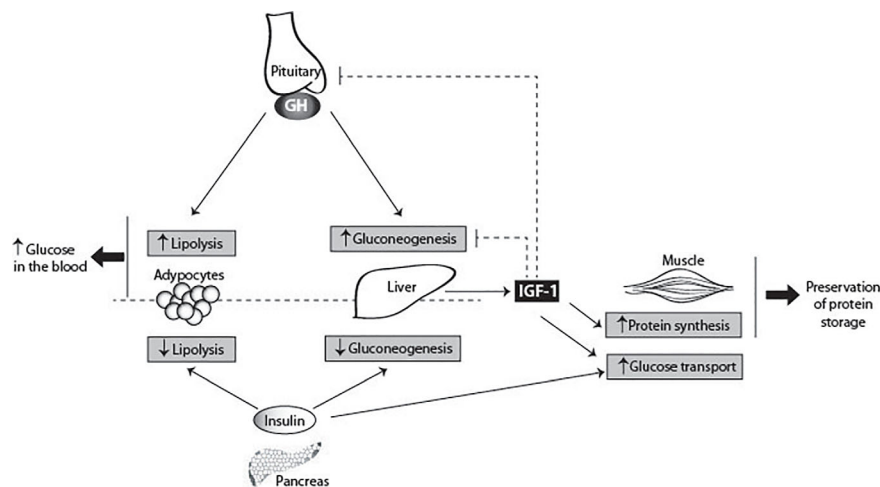 Pituitary
GH
↑ Glucose
in the blood
↑ Lipolysis
↑ Gluconeogenesis
Adypocytes
Liver
IGF-1
Muscle
↑ Protein synthesis
Preservation
of protein
storage
↓ Lipolysis
↓ Gluconeogenesis
↑ Glucose transport
Insulin
Pancreas